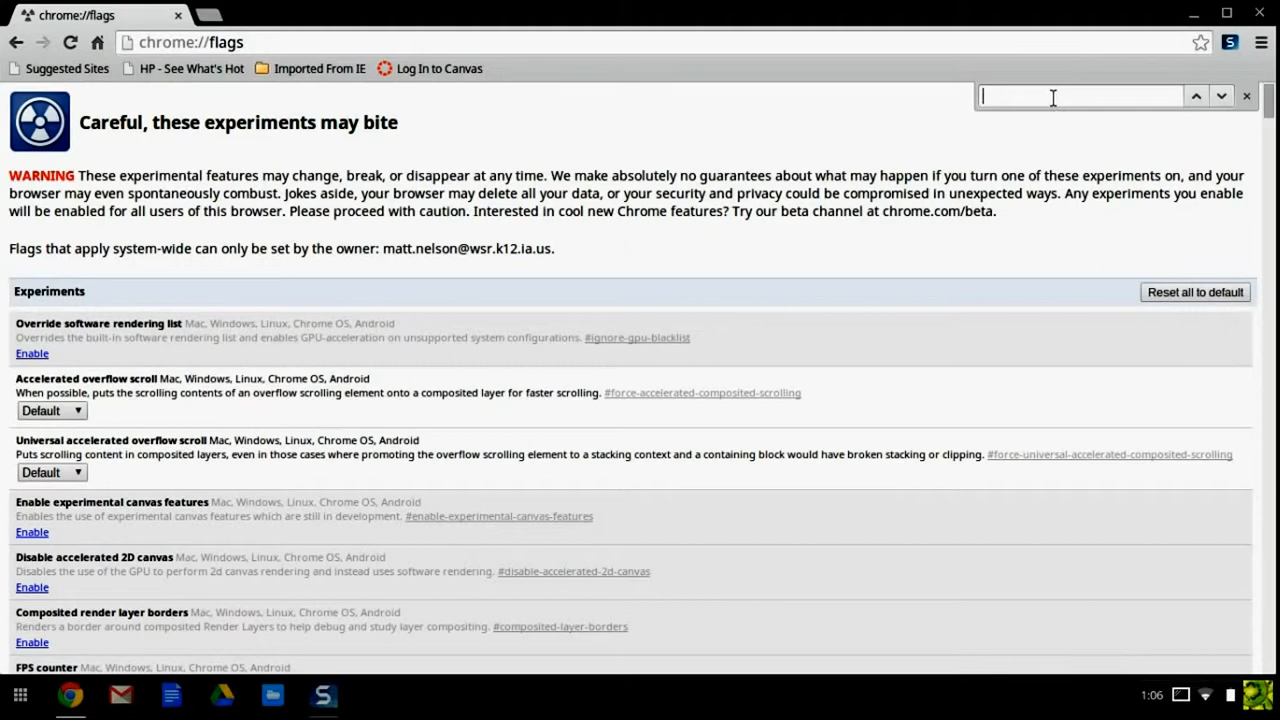 chrome://flags
chrome://flags
Suggested Sites HP - See What's Hot Imported From IE Log In to Canvas
Careful, these experiments may bite
WARNING These experimental features may change, break, or disappear at any time. We make absolutely no guarantees about what may happen if you turn one of these experiments on, and your
browser may even spontaneously combust. Jokes aside, your browser may delete all your data, or your security and privacy could be compromised in unexpected ways. Any experiments you enable
will be enabled for all users of this browser. Please proceed with caution. Interested in cool new Chrome features? Try our beta channel at chrome.com/beta.
Flags that apply system-wide can only be set by the owner: matt.nelson@wsr.k12.ia.us.
Experiments Reset all to default
Override software rendering list Mac, Windows, Linux, Chrome OS, Android
Overrides the built-in software rendering list and enables GPU-acceleration on unsupported system configurations. #ignore-gpu-blacklist
Enable
Accelerated overflow scroll Mac, Windows, Linux, Chrome OS, Android
When possible, puts the scrolling contents of an overflow scrolling element onto a composited layer for faster scrolling. #force-accelerated-composited-scrolling
Default
Universal accelerated overflow scroll Mac, Windows, Linux, Chrome OS, Android
Puts scrolling content in composited layers, even in those cases where promoting the overflow scrolling element to a stacking context and a containing block would have broken stacking or clipping. #force-universal-accelerated-composited-scrolling
Default
Enable experimental canvas features Mac, Windows, Linux, Chrome OS, Android
Enables the use of experimental canvas features which are still in development. #enable-experimental-canvas-features
Enable
Disable accelerated 2D canvas Mac, Windows, Linux, Chrome OS, Android
Disables the use of the GPU to perform 2d canvas rendering and instead uses software rendering. #disable-accelerated-2d-canvas
Enable
Composited render layer borders Mac, Windows, Linux, Chrome OS, Android
Renders a border around composited Render Layers to help debug and study layer compositing. #composited-layer-borders
Enable
FPS counter Mac, Windows, Linux, Chrome OS, Android
1:06